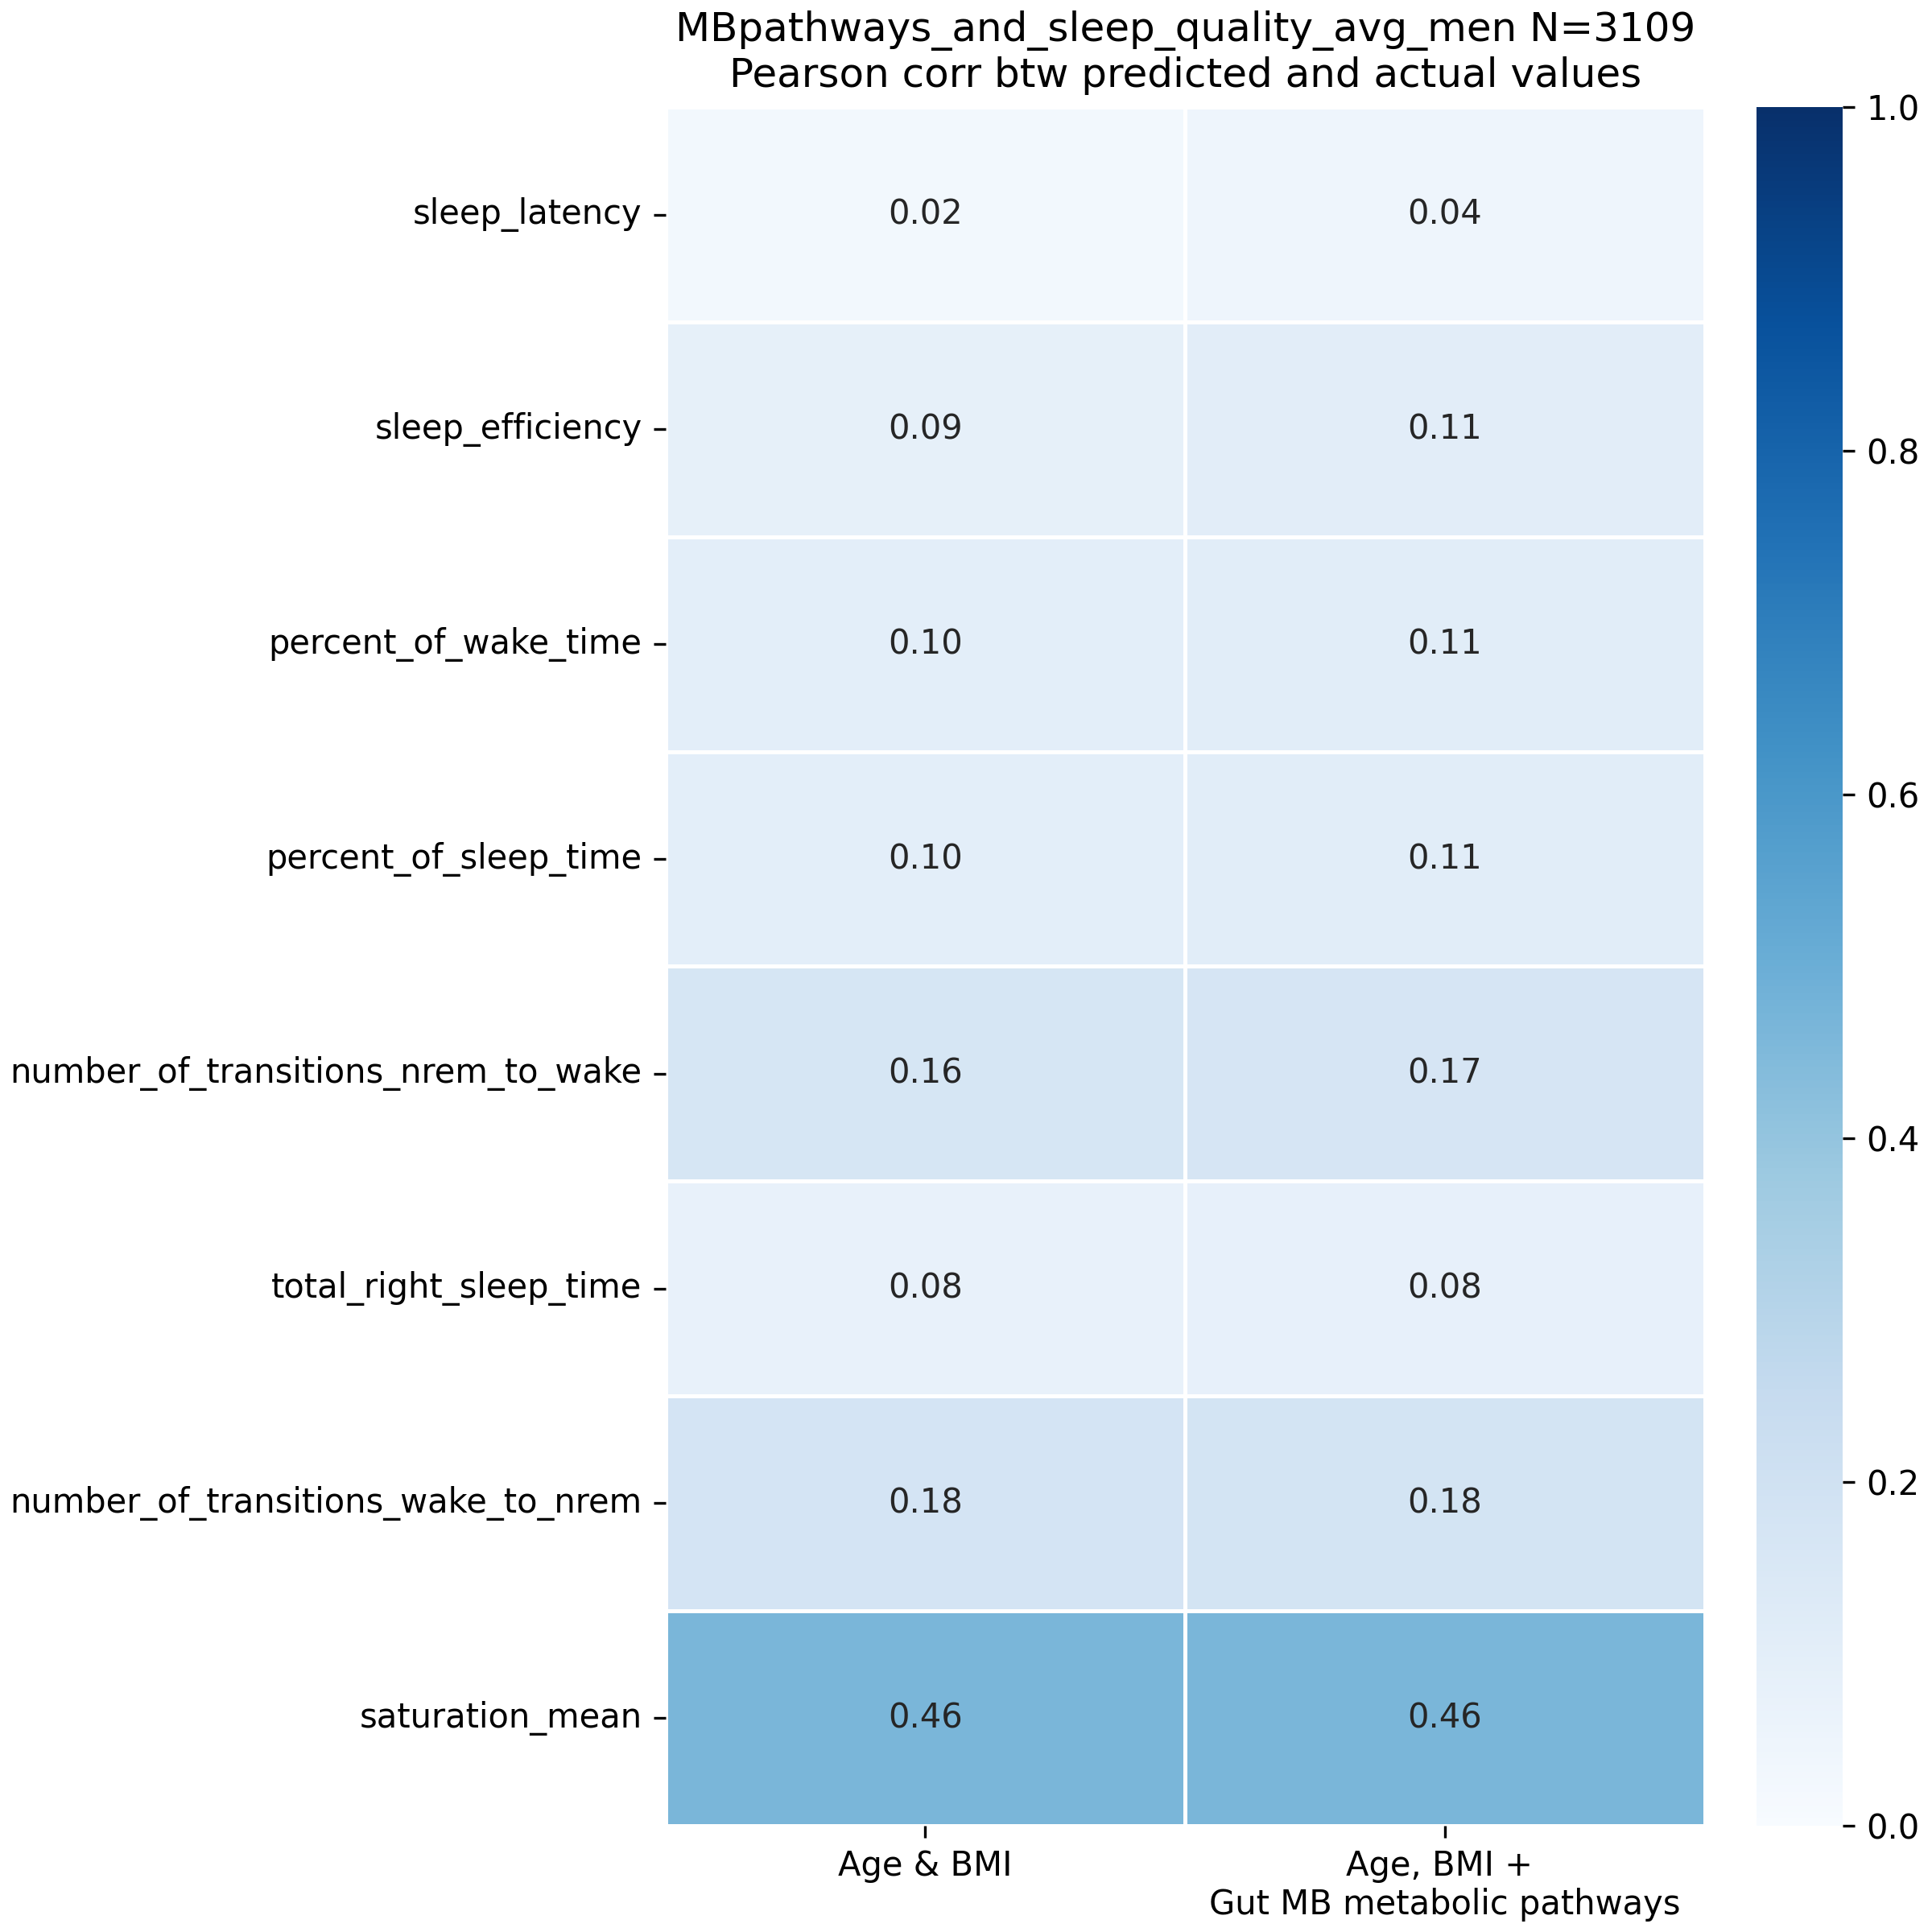 MBpathways_and_sleep_quality_avg_men N=3109
Pearson corr btw predicted and actual values
sleep_latency 0.02 0.04
sleep_efficiency 0.09 0.11
percent_of_wake_time 0.10 0.11
percent_of_sleep_time 0.10 0.11
number_of_transitions_nrem_to_wake 0.16 0.17
total_right_sleep_time 0.08 0.08
number_of_transitions_wake_to_nrem 0.18 0.18
saturation_mean 0.46 0.46
Age & BMI
Age, BMI +
Gut MB metabolic pathways
1.0
0.8
0.6
0.4
0.2
0.0